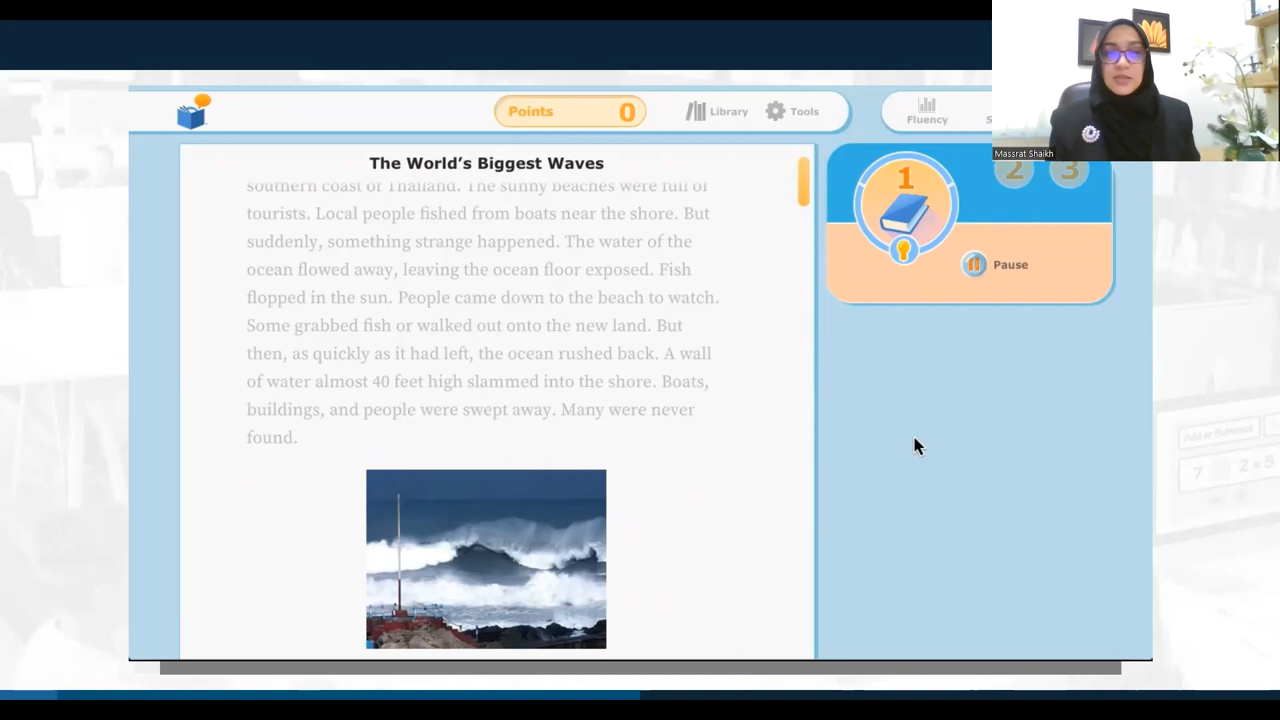 Points 0
Library
Tools
Fluency
Massrat Shaikh
The World's Biggest Waves
southern coast of Thailand. The sunny beaches were full of
tourists. Local people fished from boats near the shore. But
suddenly, something strange happened. The water of the
ocean flowed away, leaving the ocean floor exposed. Fish
flopped in the sun. People came down to the beach to watch.
Some grabbed fish or walked out onto the new land. But
then, as quickly as it had left, the ocean rushed back. A wall
of water almost 40 feet high slammed into the shore. Boats,
buildings, and people were swept away. Many were never
found.
1
2 3
Pause
7 2 x 5